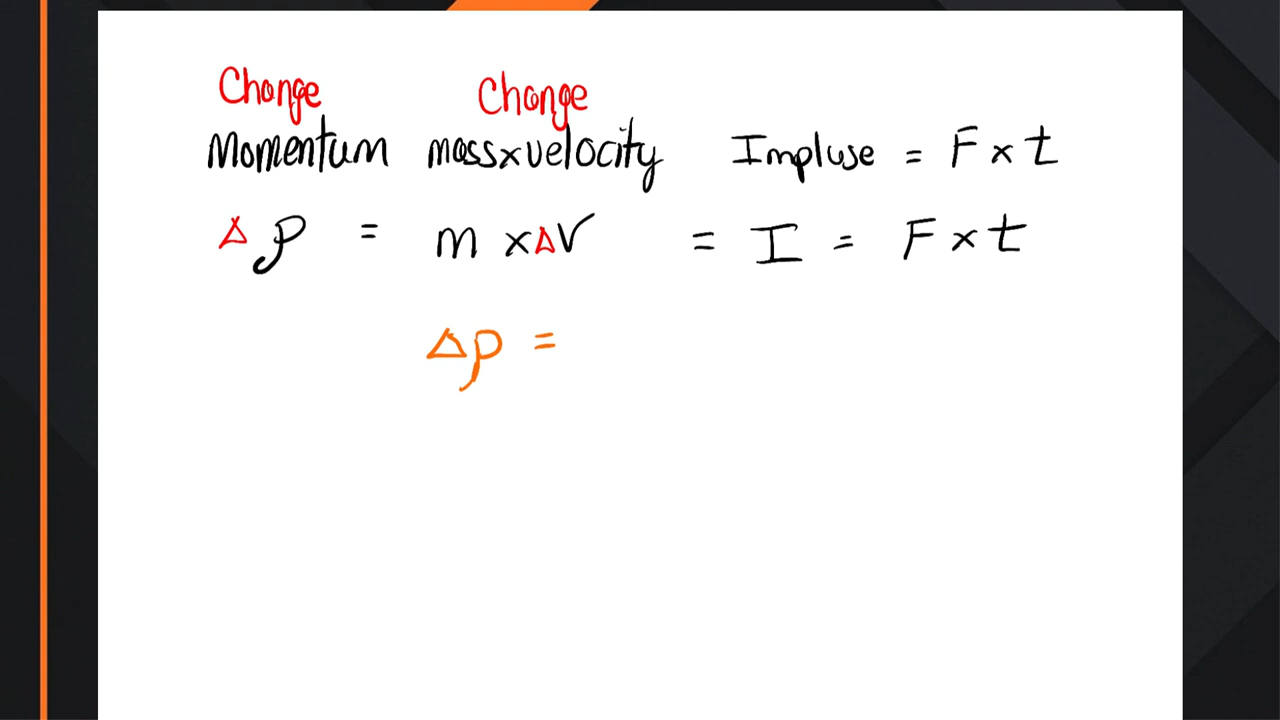 Change Change
Momentum massxvelocity Impluse = F x t
Δp = m xΔV = I = F x t
Δp =